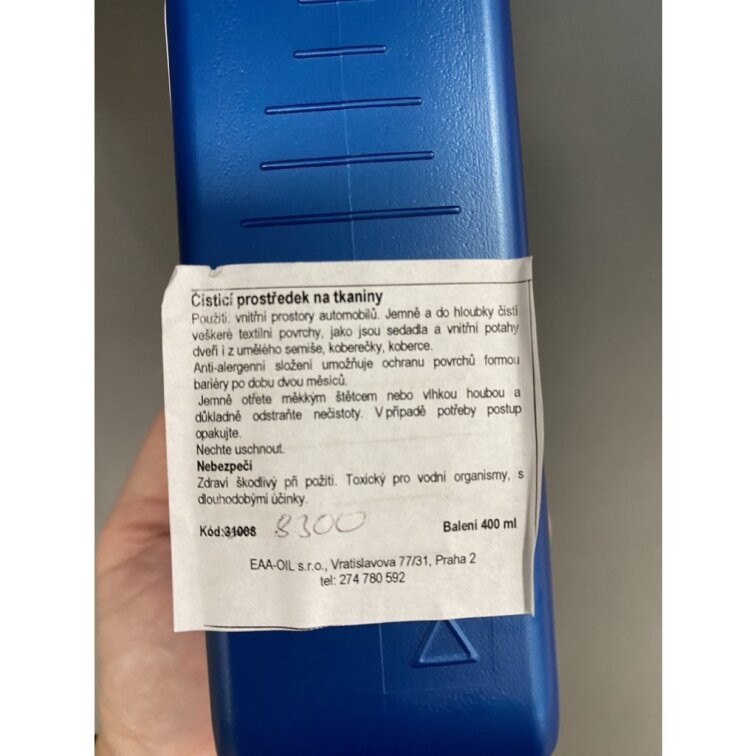 Čisticí prostředek na tkaniny
Použití: vnitřní prostory automobilů. Jemně a do hloubky čistí
veškeré textilní povrchy, jako jsou sedadla a vnitřní potahy
dveří i z umělého semiše, koberečky, koberce.
Anti-alergenni složení umožňuje ochranu povrchů formou
bariéry po dobu dvou měsíců.
Jemně otřete měkkým štětcem nebo vlhkou houbou a
důkladně odstraňte nečistoty. V případě potřeby postup
opakujte.
Nechte uschnout.
Nebezpečí
Zdraví škodlivý při požití. Toxický pro vodní organismy, s
dlouhodobými účinky.
Kód:31008 8300 Balení 400 ml
EAA-OIL s.r.o., Vratislavova 77/31, Praha 2
tel: 274 780 592